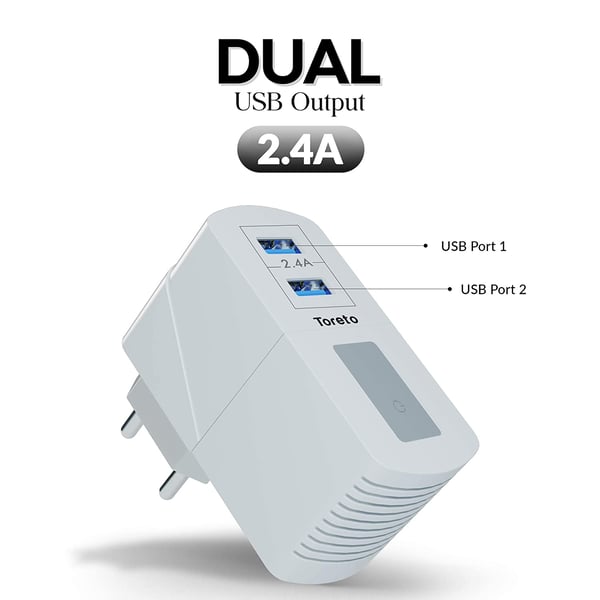 DUAL
USB Output
2.4A
USB Port 1
2.4A
USB Port 2
Toreto